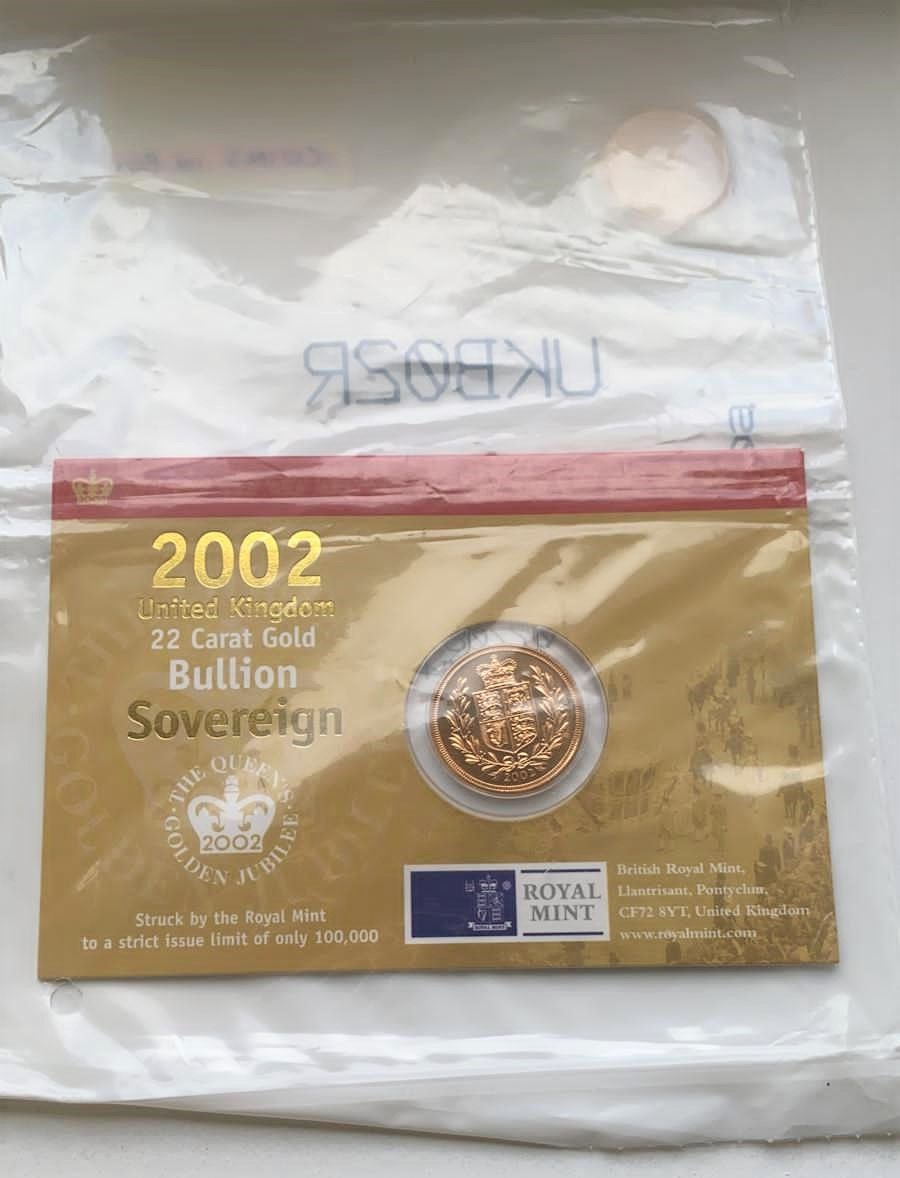 UKB02R
2002
United Kingdom
22 Carat Gold
Bullion
Sovereign
THE QUEEN'S
2002
GOLDEN JUBILEE
Struck by the Royal Mint
to a strict issue limit of only 100,000
2002
ROYAL MINT
ROYAL
MINT
British Royal Mint,
Llantrisant, Pontyclun,
CF72 8YT, United Kingdom
www.royalmint.com